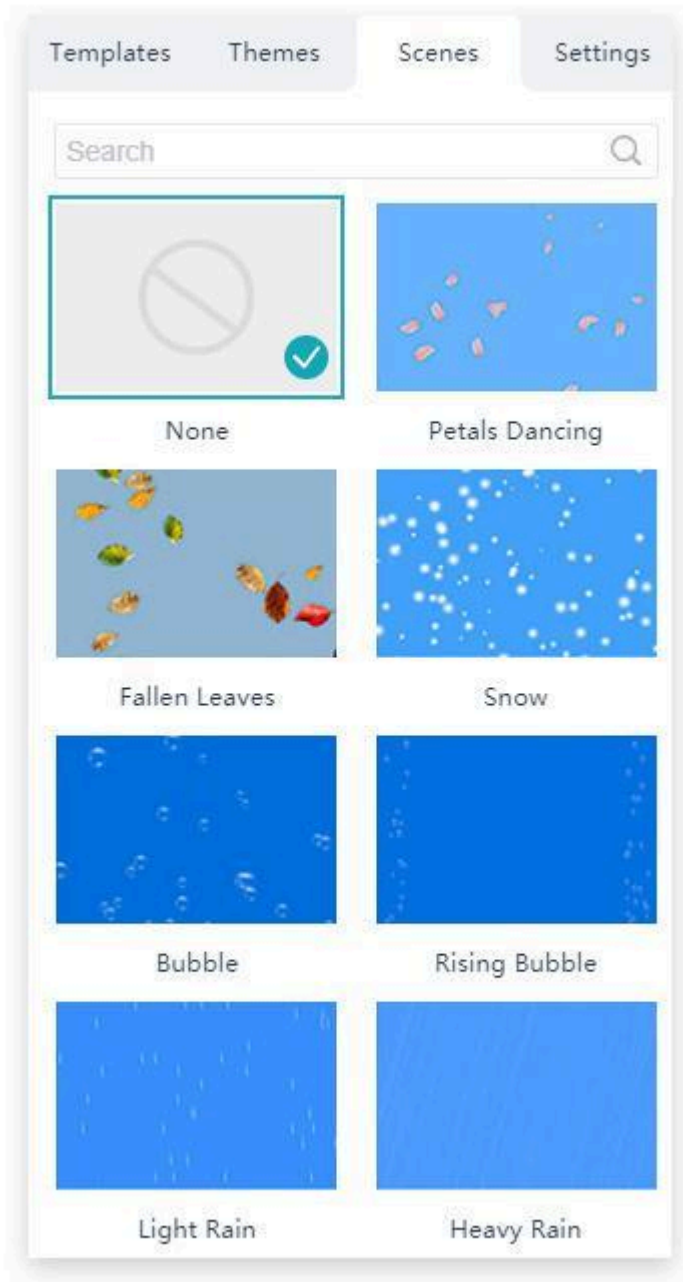 Templates Themes Scenes Settings
Search
None Petals Dancing
Fallen Leaves Snow
Bubble Rising Bubble
Light Rain Heavy Rain